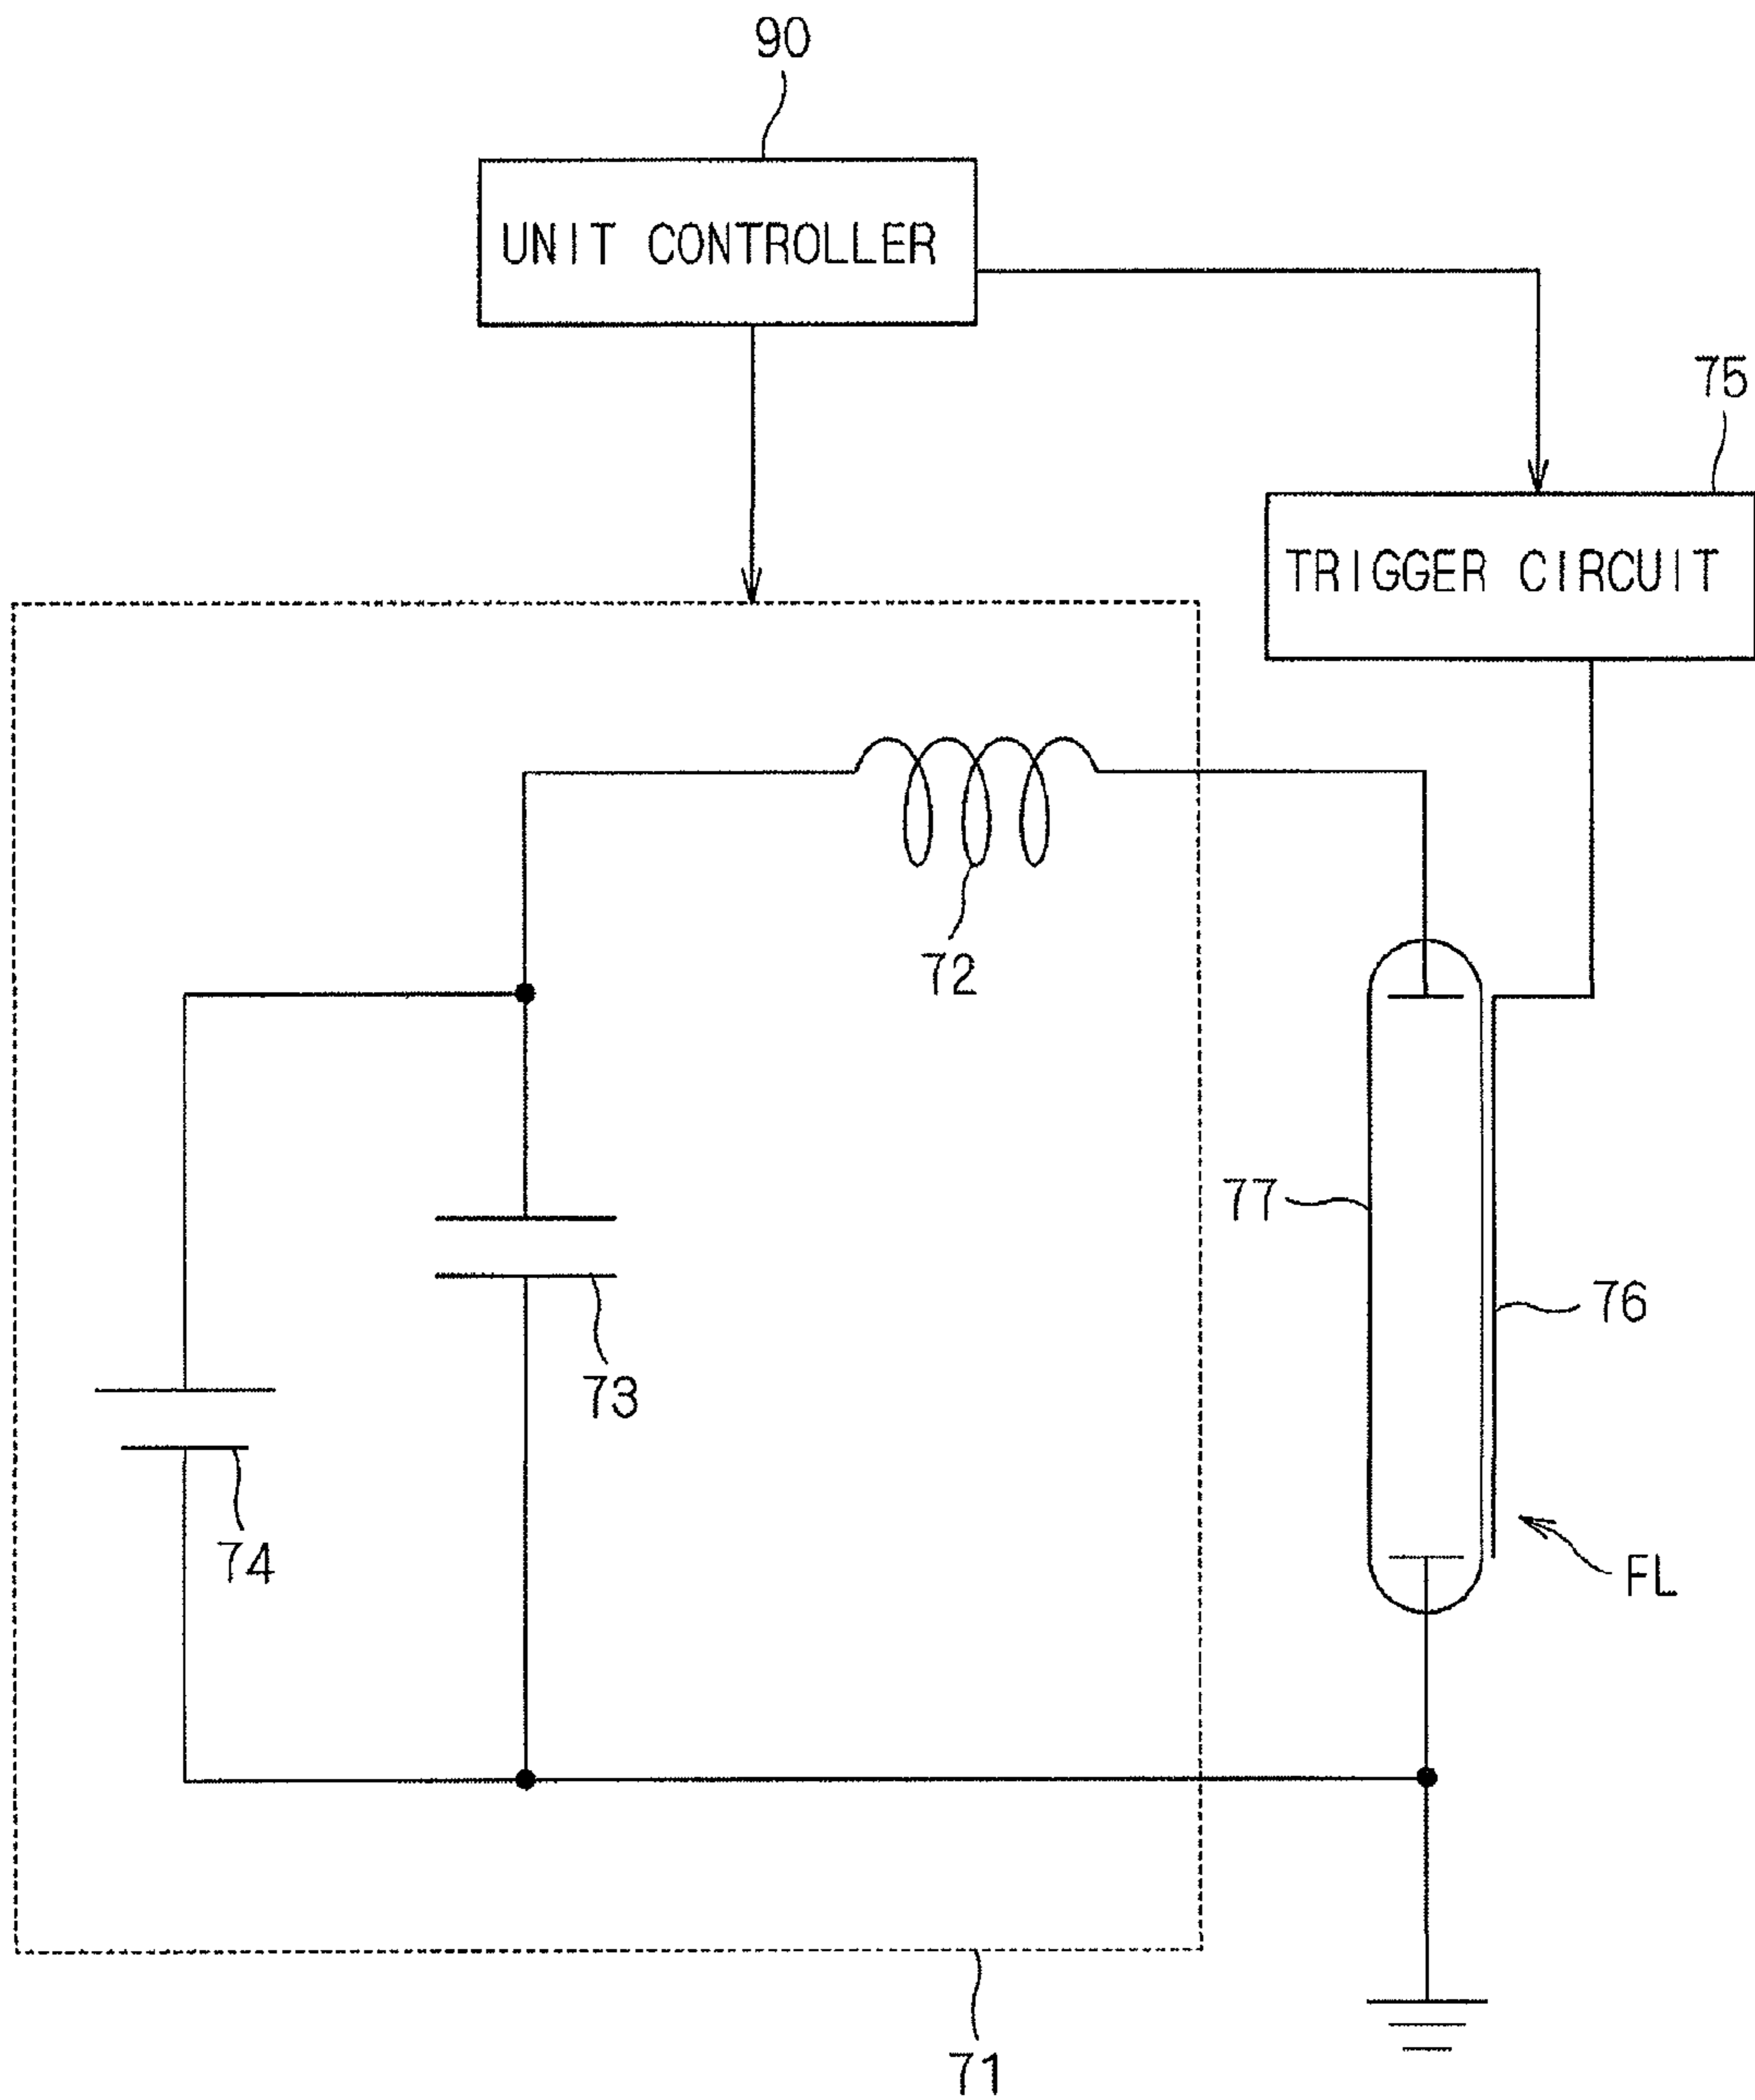 90
UNIT CONTROLLER
75
TRIGGER CIRCUIT
72
77
76
73
74
FL
71